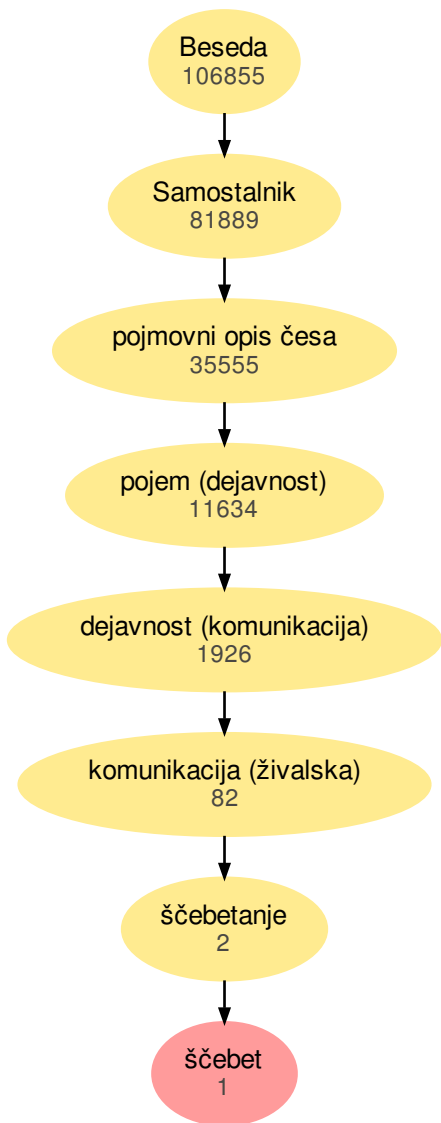 Beseda
106855
Samostalnik
81889
pojmovni opis česa
35555
pojem (dejavnost)
11634
dejavnost (komunikacija)
1926
komunikacija (živalska)
82
ščebetanje
2
ščebet
1